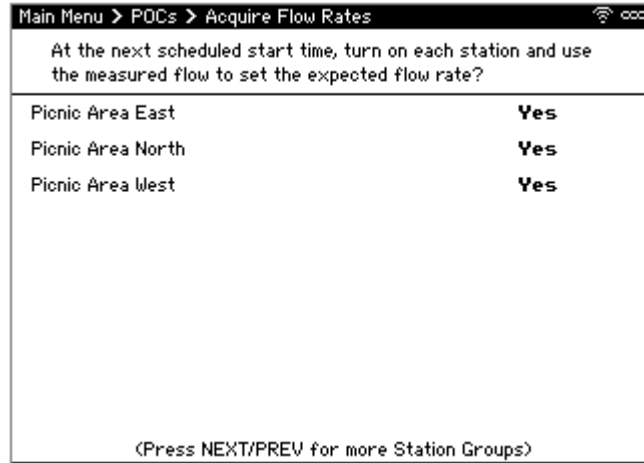 Main Menu > POCs > Acquire Flow Rates
At the next scheduled start time, turn on each station and use
the measured flow to set the expected flow rate?
Picnic Area East Yes
Picnic Area North Yes
Picnic Area West Yes
(Press NEXT/PREV for more Station Groups)